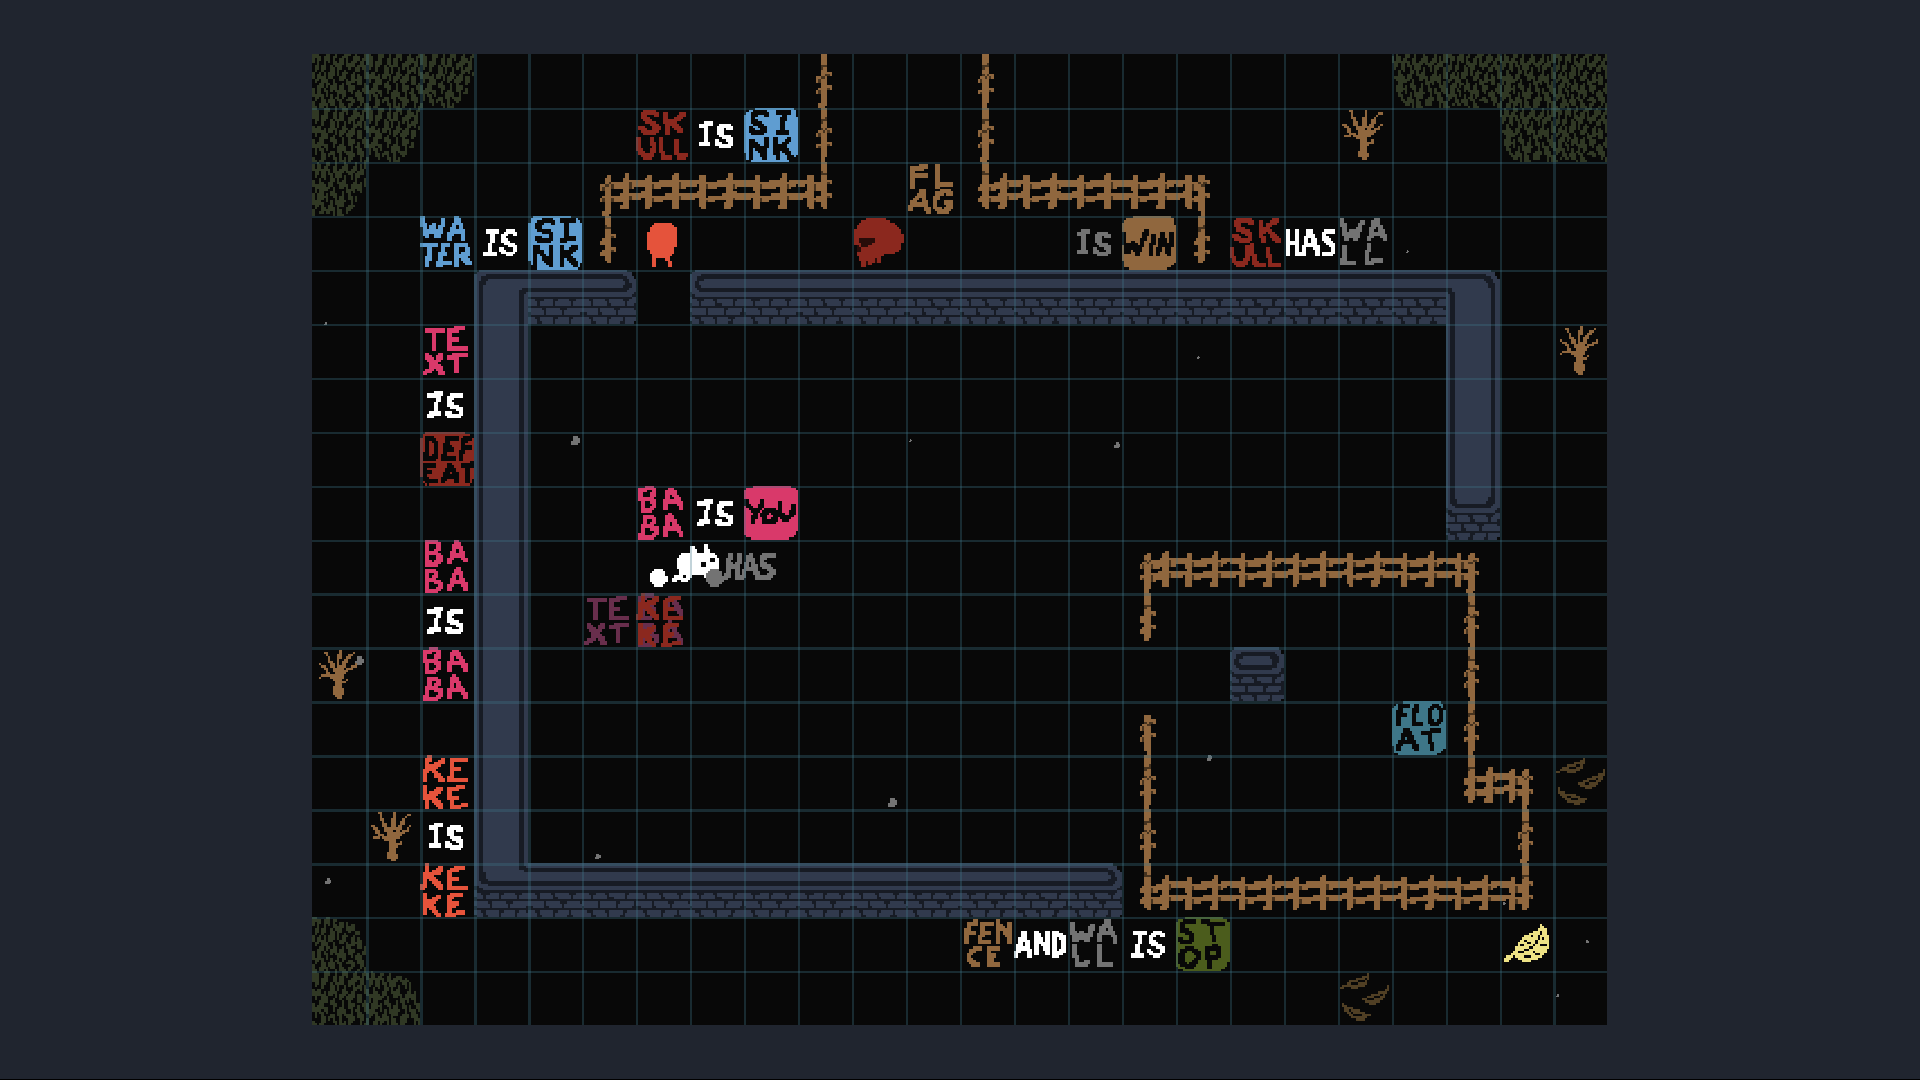 SKULL IS SINK
FLAG
WATER IS SINK
IS WIN
SKULL HAS WALL
TEXT
IS
DEFEAT
BABA IS YOU
HAS
TEXT
BABA
IS
BABA
FLOAT
KEKE
IS
KEKE
FENCE AND WALL IS STOP